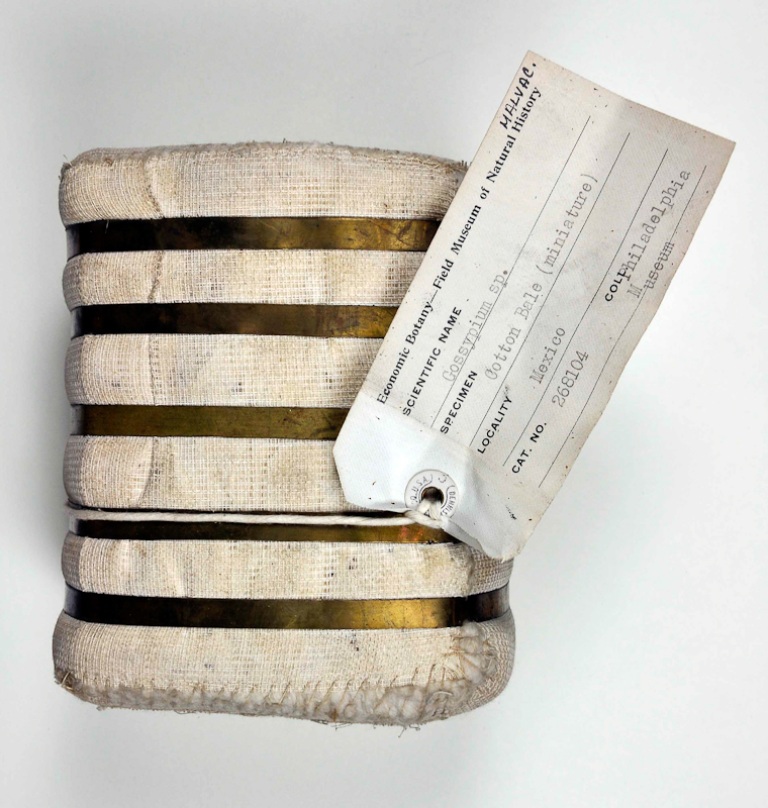 MALVAC.
Economic Botany—Field Museum of Natural History
SCIENTIFIC NAME Gossypium sp.
SPECIMEN Cotton Bale (miniature)
LOCALITY Mexico
CAT. NO. 268104 COLL. Philadelphia
Museum